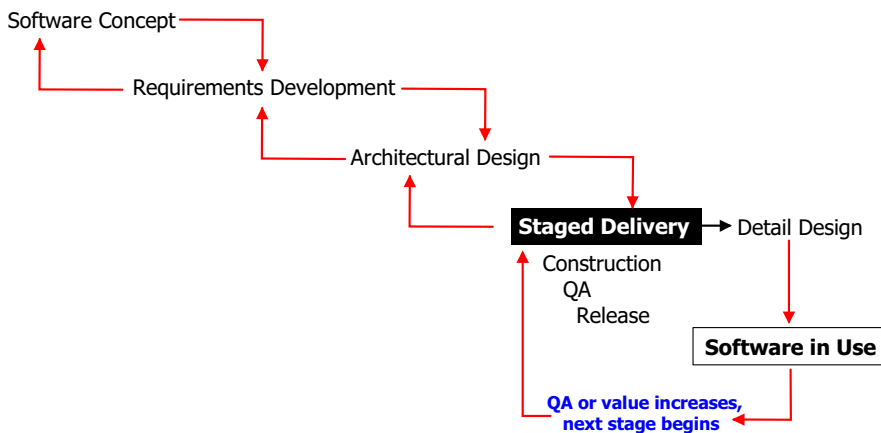 Software Concept
Requirements Development
Architectural Design
Staged Delivery
Detail Design
Construction
QA
Release
Software in Use
QA or value increases,
next stage begins